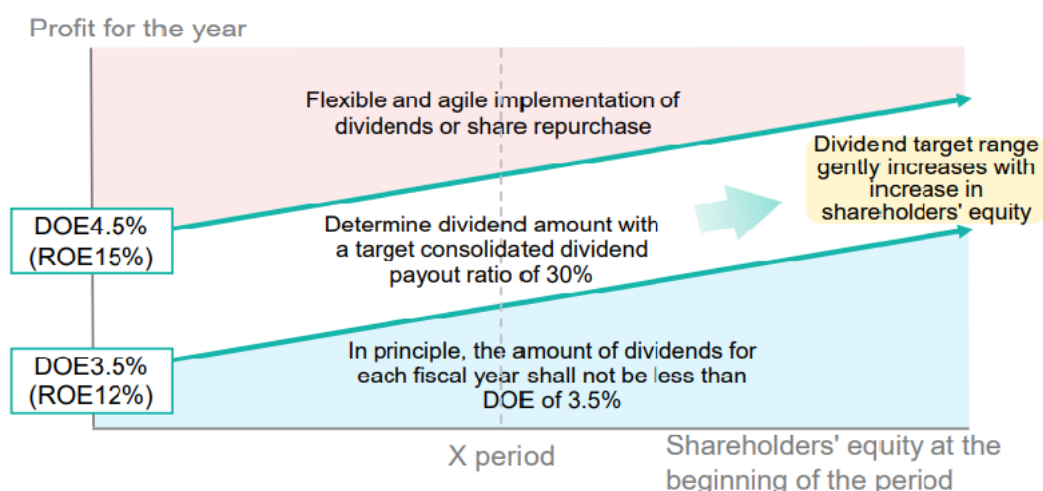 Profit for the year
Flexible and agile implementation of
dividends or share repurchase
Dividend target range
gently increases with
increase in
shareholders' equity
DOE4.5%
(ROE15%)
Determine dividend amount with
a target consolidated dividend
payout ratio of 30%
DOE3.5%
(ROE12%)
In principle, the amount of dividends for
each fiscal year shall not be less than
DOE of 3.5%
X period
Shareholders' equity at the
beginning of the period